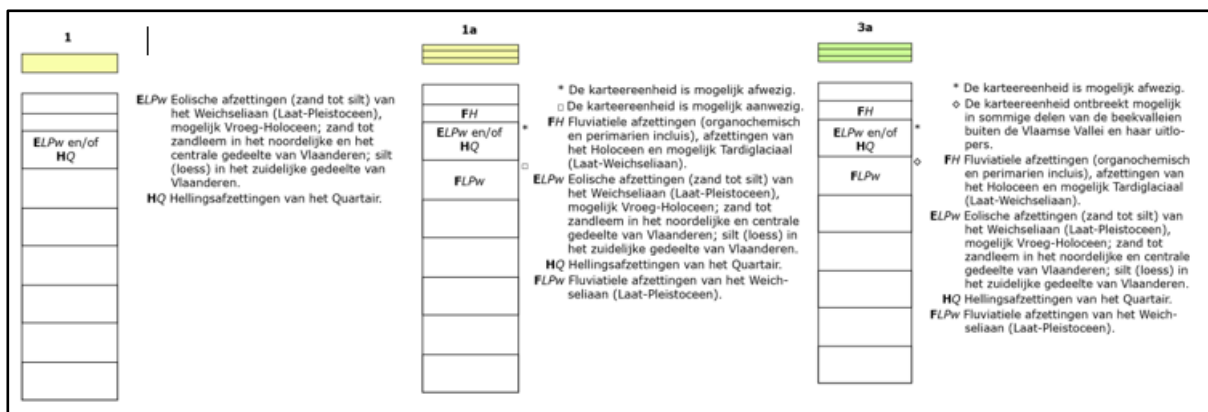 1
ELPw en/of
HQ
ELPw Eolische afzettingen (zand tot silt) van
het Weichseliaan (Laat-Pleistoceen),
mogelijk Vroeg-Holoceen; zand tot
zandleem in het noordelijke en het
centrale gedeelte van Vlaanderen; silt
(loess) in het zuidelijke gedeelte van
Vlaanderen.
HQ Hellingsafzettingen van het Quartair.
1a
FH
ELPw en/of
HQ
*
□
FLPw
* De karteereenheid is mogelijk afwezig.
□ De karteereenheid is mogelijk aanwezig.
FH Fluviatiele afzettingen (organochemisch
en perimarien incluis), afzettingen van
het Holoceen en mogelijk Tardiglaciaal
(Laat-Weichseliaan).
ELPw Eolische afzettingen (zand tot silt) van
het Weichseliaan (Laat-Pleistoceen),
mogelijk Vroeg-Holoceen; zand tot
zandleem in het noordelijke en centrale
gedeelte van Vlaanderen; silt (loess) in
het zuidelijke gedeelte van Vlaanderen.
HQ Hellingsafzettingen van het Quartair.
FLPw Fluviatiele afzettingen van het Weich-
seliaan (Laat-Pleistoceen).
3a
FH
ELPw en/of
HQ
*
◇
FLPw
* De karteereenheid is mogelijk afwezig.
◇ De karteereenheid ontbreekt mogelijk
in sommige delen van de beekvalleien
buiten de Vlaamse Vallei en haar uitlo-
pers.
FH Fluviatiele afzettingen (organochemisch
en perimarien incluis), afzettingen van
het Holoceen en mogelijk Tardiglaciaal
(Laat-Weichseliaan).
ELPw Eolische afzettingen (zand tot silt) van
het Weichseliaan (Laat-Pleistoceen),
mogelijk Vroeg-Holoceen; zand tot
zandleem in het noordelijke en centrale
gedeelte van Vlaanderen; silt (loess) in
het zuidelijke gedeelte van Vlaanderen.
HQ Hellingsafzettingen van het Quartair.
FLPw Fluviatiele afzettingen van het Weich-
seliaan (Laat-Pleistoceen).